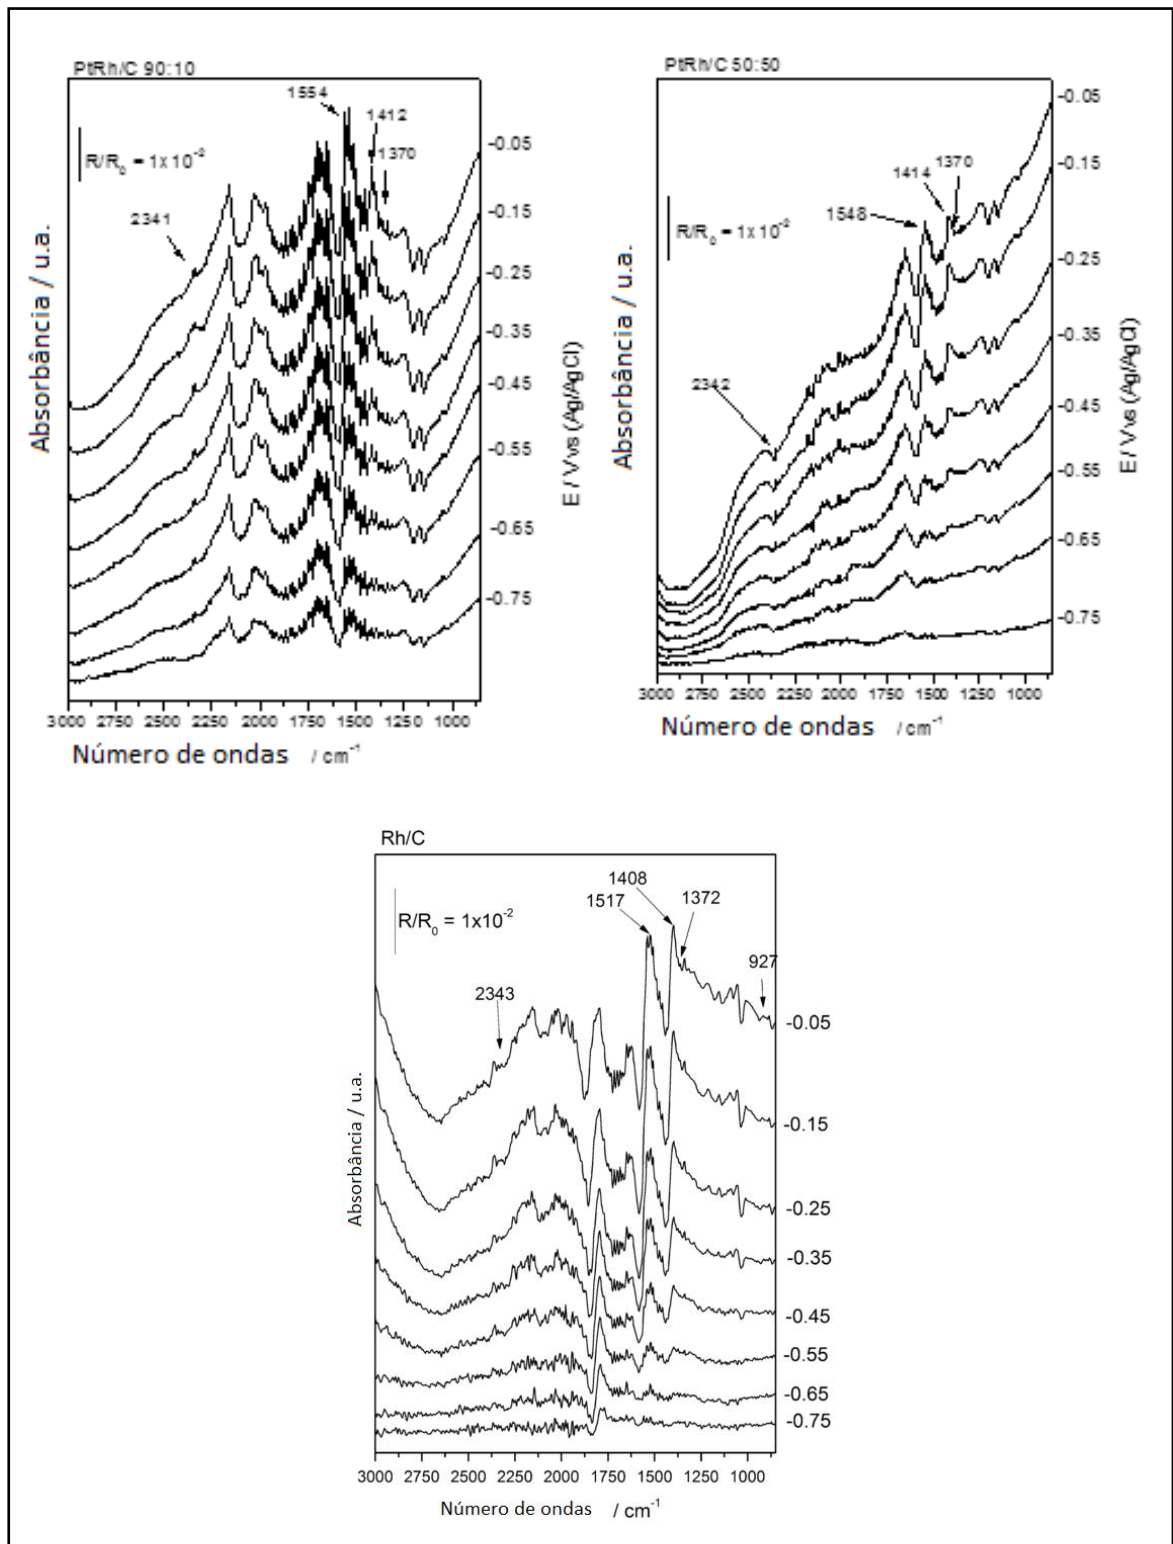 PtRh/C 90:10
1554
1412
1370
R/R0 = 1x10-2
2341
-0.05
-0.15
-0.25
-0.35
-0.45
-0.55
-0.65
-0.75
Absorbância / u.a.
E / V vs (Ag/AgCl)
3000 2750 2500 2250 2000 1750 1500 1250 1000
Número de ondas / cm-1
PtRh/C 50:50
1414
1370
1548
R/R0 = 1x10-2
2342
-0.05
-0.15
-0.25
-0.35
-0.45
-0.55
-0.65
-0.75
Absorbância / u.a.
E / V vs (Ag/AgCl)
3000 2750 2500 2250 2000 1750 1500 1250 1000
Número de ondas / cm-1
Rh/C
1408
1517
1372
R/R0 = 1x10-2
2343
927
-0.05
-0.15
-0.25
-0.35
-0.45
-0.55
-0.65
-0.75
Absorbância / u.a.
3000 2750 2500 2250 2000 1750 1500 1250 1000
Número de ondas / cm-1